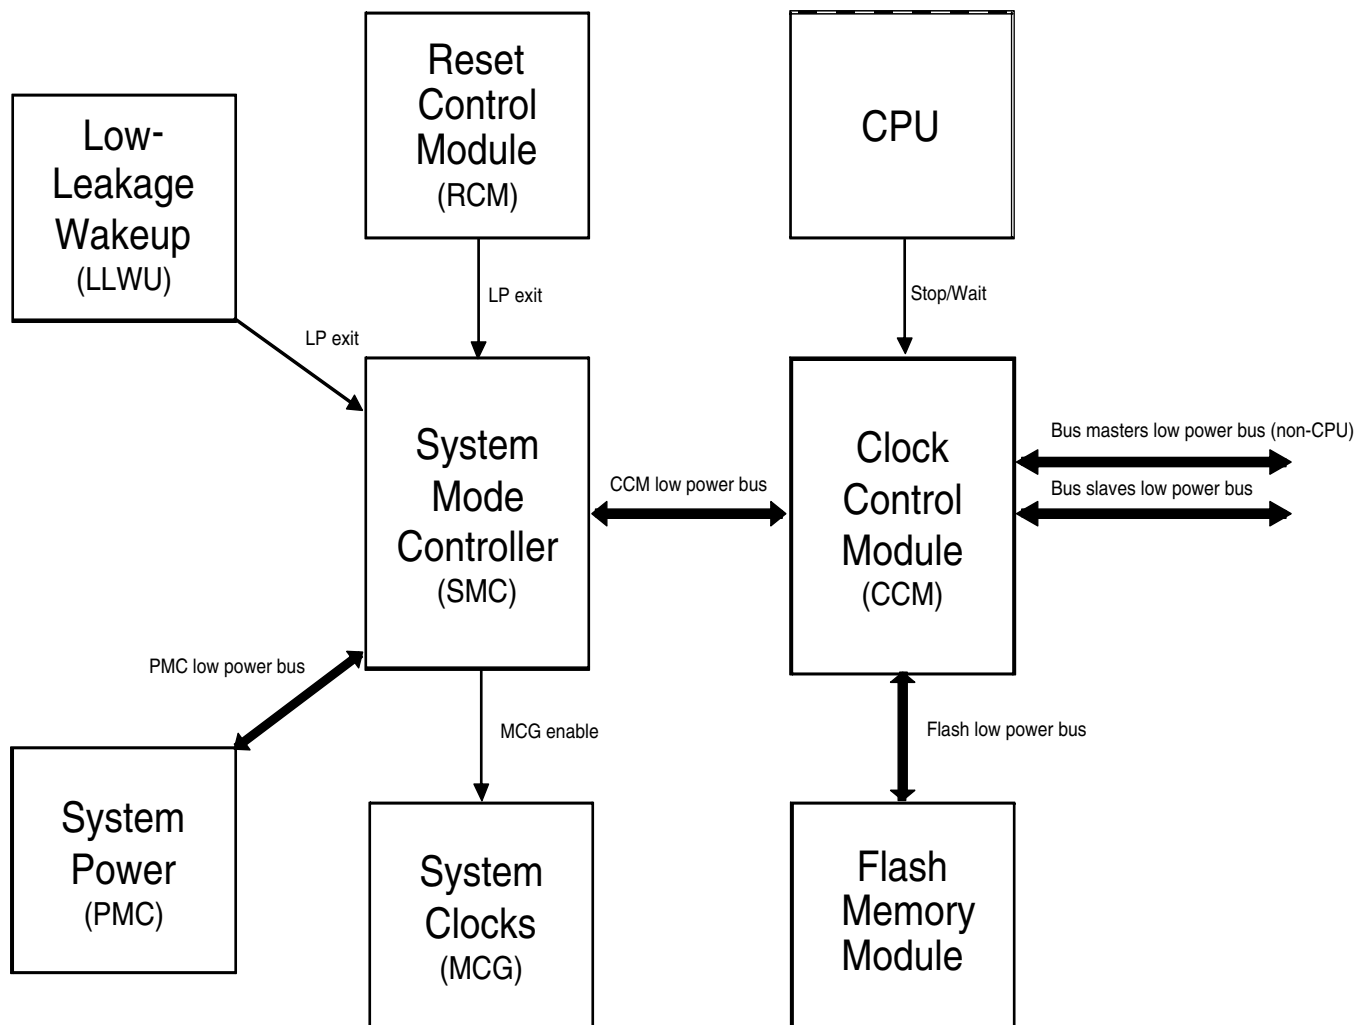 Reset
Control
Module
(RCM)
CPU
Low-
Leakage
Wakeup
(LLWU)
LP exit
Stop/Wait
LP exit
System
Mode
Controller
(SMC)
CCM low power bus
Clock
Control
Module
(CCM)
Bus masters low power bus (non-CPU)
Bus slaves low power bus
PMC low power bus
MCG enable
Flash low power bus
System
Power
(PMC)
System
Clocks
(MCG)
Flash
Memory
Module